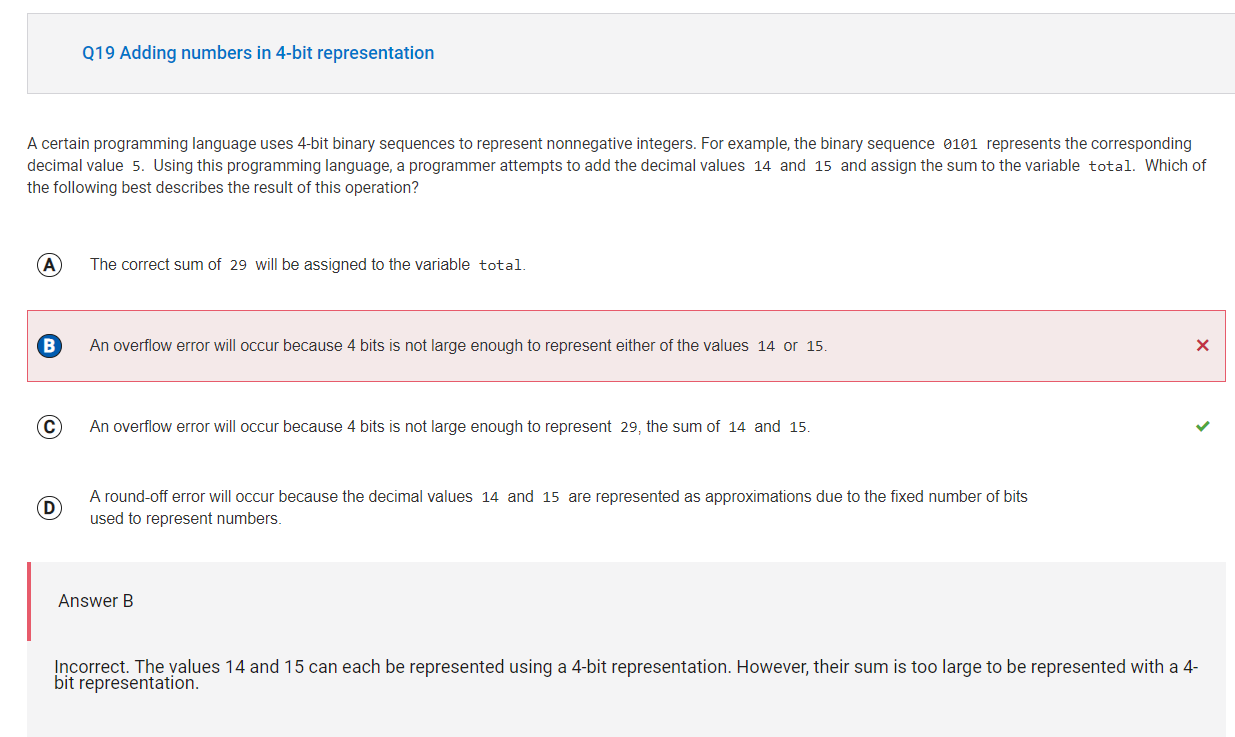 Q19 Adding numbers in 4-bit representation
A certain programming language uses 4-bit binary sequences to represent nonnegative integers. For example, the binary sequence 0101 represents the corresponding
decimal value 5. Using this programming language, a programmer attempts to add the decimal values 14 and 15 and assign the sum to the variable total. Which of
the following best describes the result of this operation?
A The correct sum of 29 will be assigned to the variable total.
B An overflow error will occur because 4 bits is not large enough to represent either of the values 14 or 15.
C An overflow error will occur because 4 bits is not large enough to represent 29, the sum of 14 and 15.
D A round-off error will occur because the decimal values 14 and 15 are represented as approximations due to the fixed number of bits
used to represent numbers.
Answer B
Incorrect. The values 14 and 15 can each be represented using a 4-bit representation. However, their sum is too large to be represented with a 4-
bit representation.